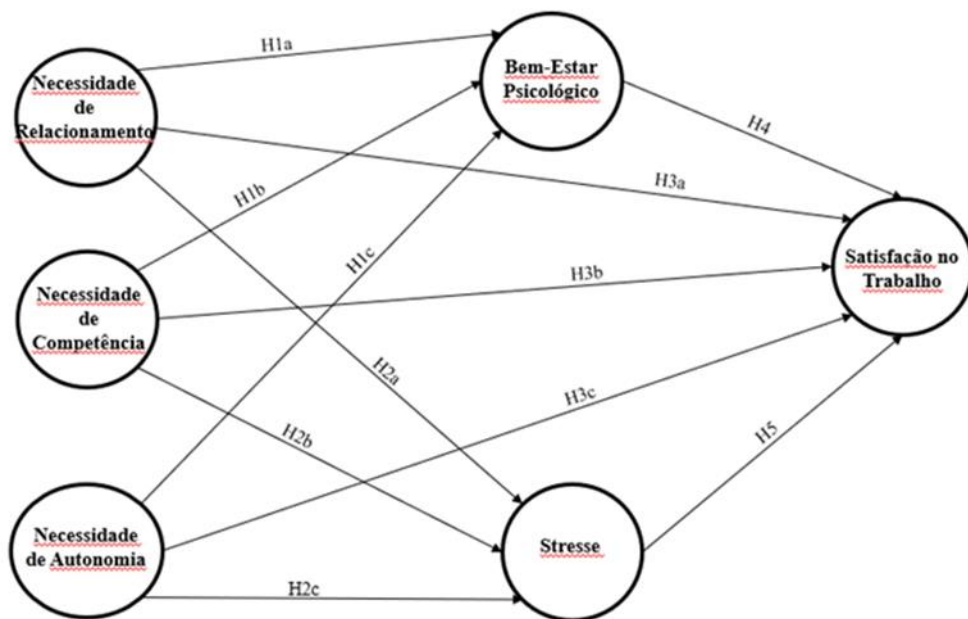 Necessidade
de
Relacionamento
H1a
Bem-Estar
Psicológico
H4
H3a
H1b
H1c
Necessidade
de
Competência
H3b
Satisfação no
Trabalho
H2a
H2b
H3c
H5
Necessidade
de Autonomia
Stresse
H2c